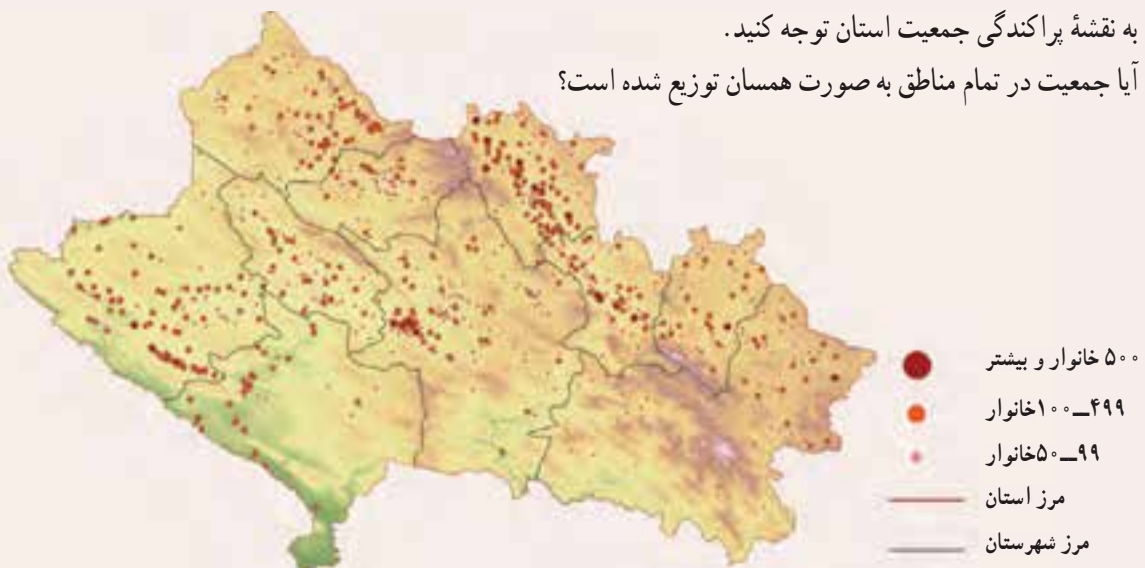 به نقشهٔ پراکندگی جمعیت استان توجه کنید.
آیا جمعیت در تمام مناطق به صورت همسان توزیع شده است؟
۵۰۰ خانوار و بیشتر
۴۹۹ــ۱۰۰خانوار
۹۹ــ۵۰خانوار
مرز استان
مرز شهرستان